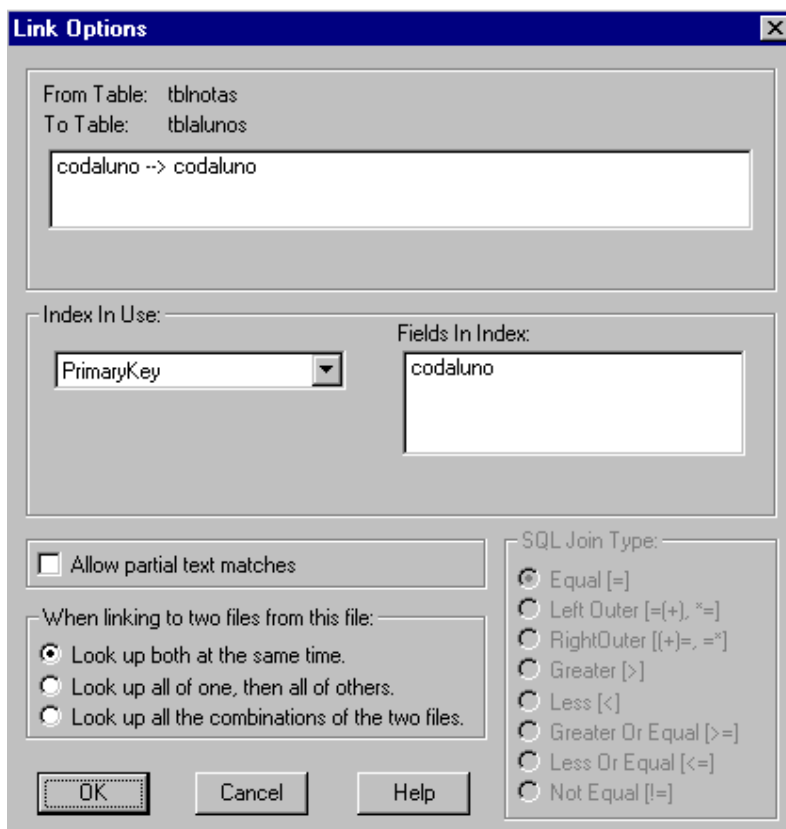 Link Options
From Table: tblnotas
To Table: tblalunos
codaluno --> codaluno
Index In Use:
PrimaryKey
Fields In Index:
codaluno
Allow partial text matches
When linking to two files from this file:
Look up both at the same time.
Look up all of one, then all of others.
Look up all the combinations of the two files.
SQL Join Type:
Equal [=]
Left Outer [=(+), *=]
RightOuter [(+)=, =*]
Greater [>]
Less [<]
Greater Or Equal [>=]
Less Or Equal [<=]
Not Equal [!=]
OK
Cancel
Help